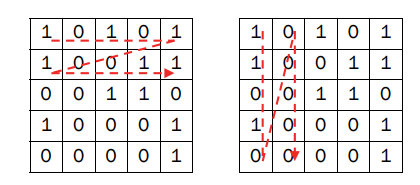 1 0 1 0 1 1 0 1 0 1
1 0 0 1 1 1 0 0 1 1
0 0 1 1 0 0 0 1 1 0
1 0 0 0 1 1 0 0 0 1
0 0 0 0 1 0 0 0 0 1